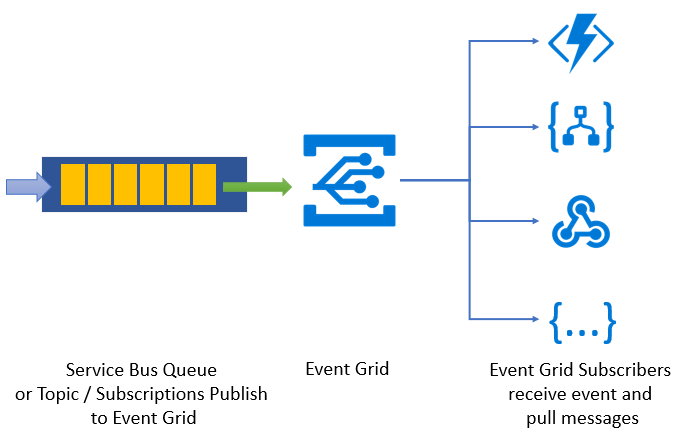 {...}
Service Bus Queue
or Topic / Subscriptions Publish
to Event Grid
Event Grid
Event Grid Subscribers
receive event and
pull messages